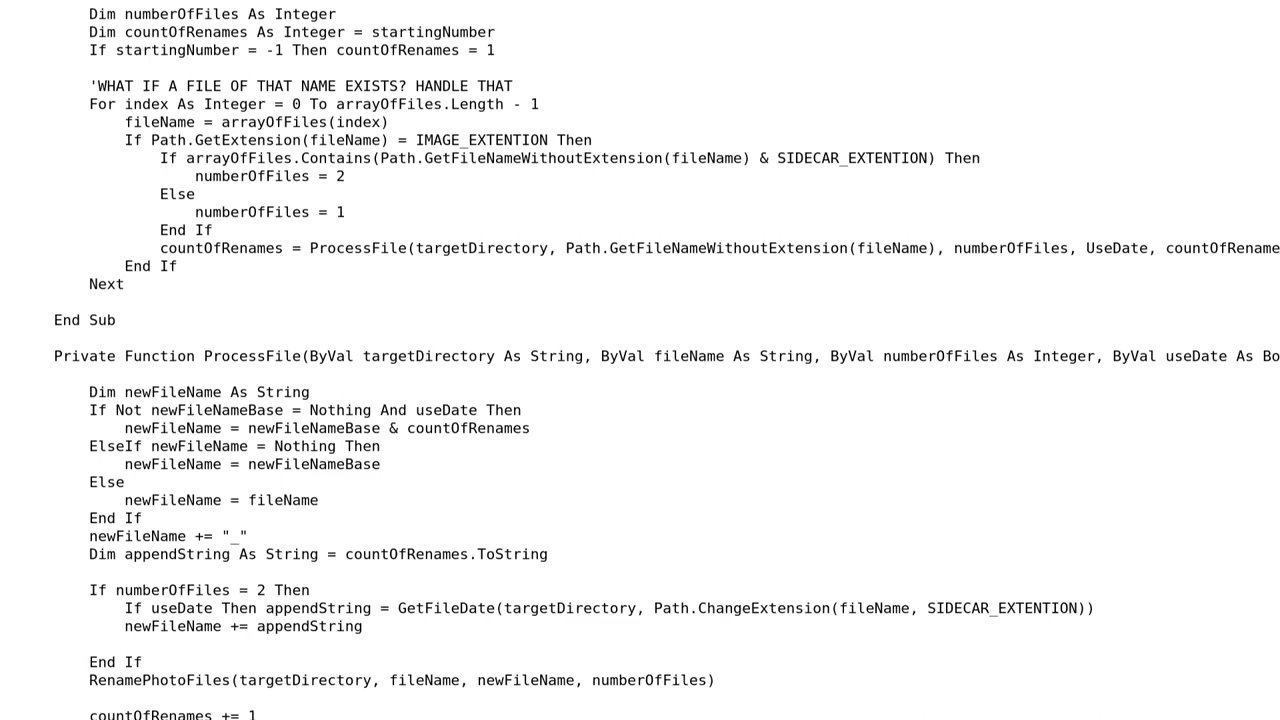 Dim numberOfFiles As Integer
Dim countOfRenames As Integer = startingNumber
If startingNumber = -1 Then countOfRenames = 1
'WHAT IF A FILE OF THAT NAME EXISTS? HANDLE THAT
For index As Integer = 0 To arrayOfFiles.Length - 1
fileName = arrayOfFiles(index)
If Path.GetExtension(fileName) = IMAGE_EXTENTION Then
If arrayOfFiles.Contains(Path.GetFileNameWithoutExtension(fileName) & SIDECAR_EXTENTION) Then
numberOfFiles = 2
Else
numberOfFiles = 1
End If
countOfRenames = ProcessFile(targetDirectory, Path.GetFileNameWithoutExtension(fileName), numberOfFiles, UseDate, countOfRename
End If
Next
End Sub
Private Function ProcessFile(ByVal targetDirectory As String, ByVal fileName As String, ByVal numberOfFiles As Integer, ByVal useDate As Bo
Dim newFileName As String
If Not newFileNameBase = Nothing And useDate Then
newFileName = newFileNameBase & countOfRenames
ElseIf newFileName = Nothing Then
newFileName = newFileNameBase
Else
newFileName = fileName
End If
newFileName += "_"
Dim appendString As String = countOfRenames.ToString
If numberOfFiles = 2 Then
If useDate Then appendString = GetFileDate(targetDirectory, Path.ChangeExtension(fileName, SIDECAR_EXTENTION))
newFileName += appendString
End If
RenamePhotoFiles(targetDirectory, fileName, newFileName, numberOfFiles)
countOfRenames += 1